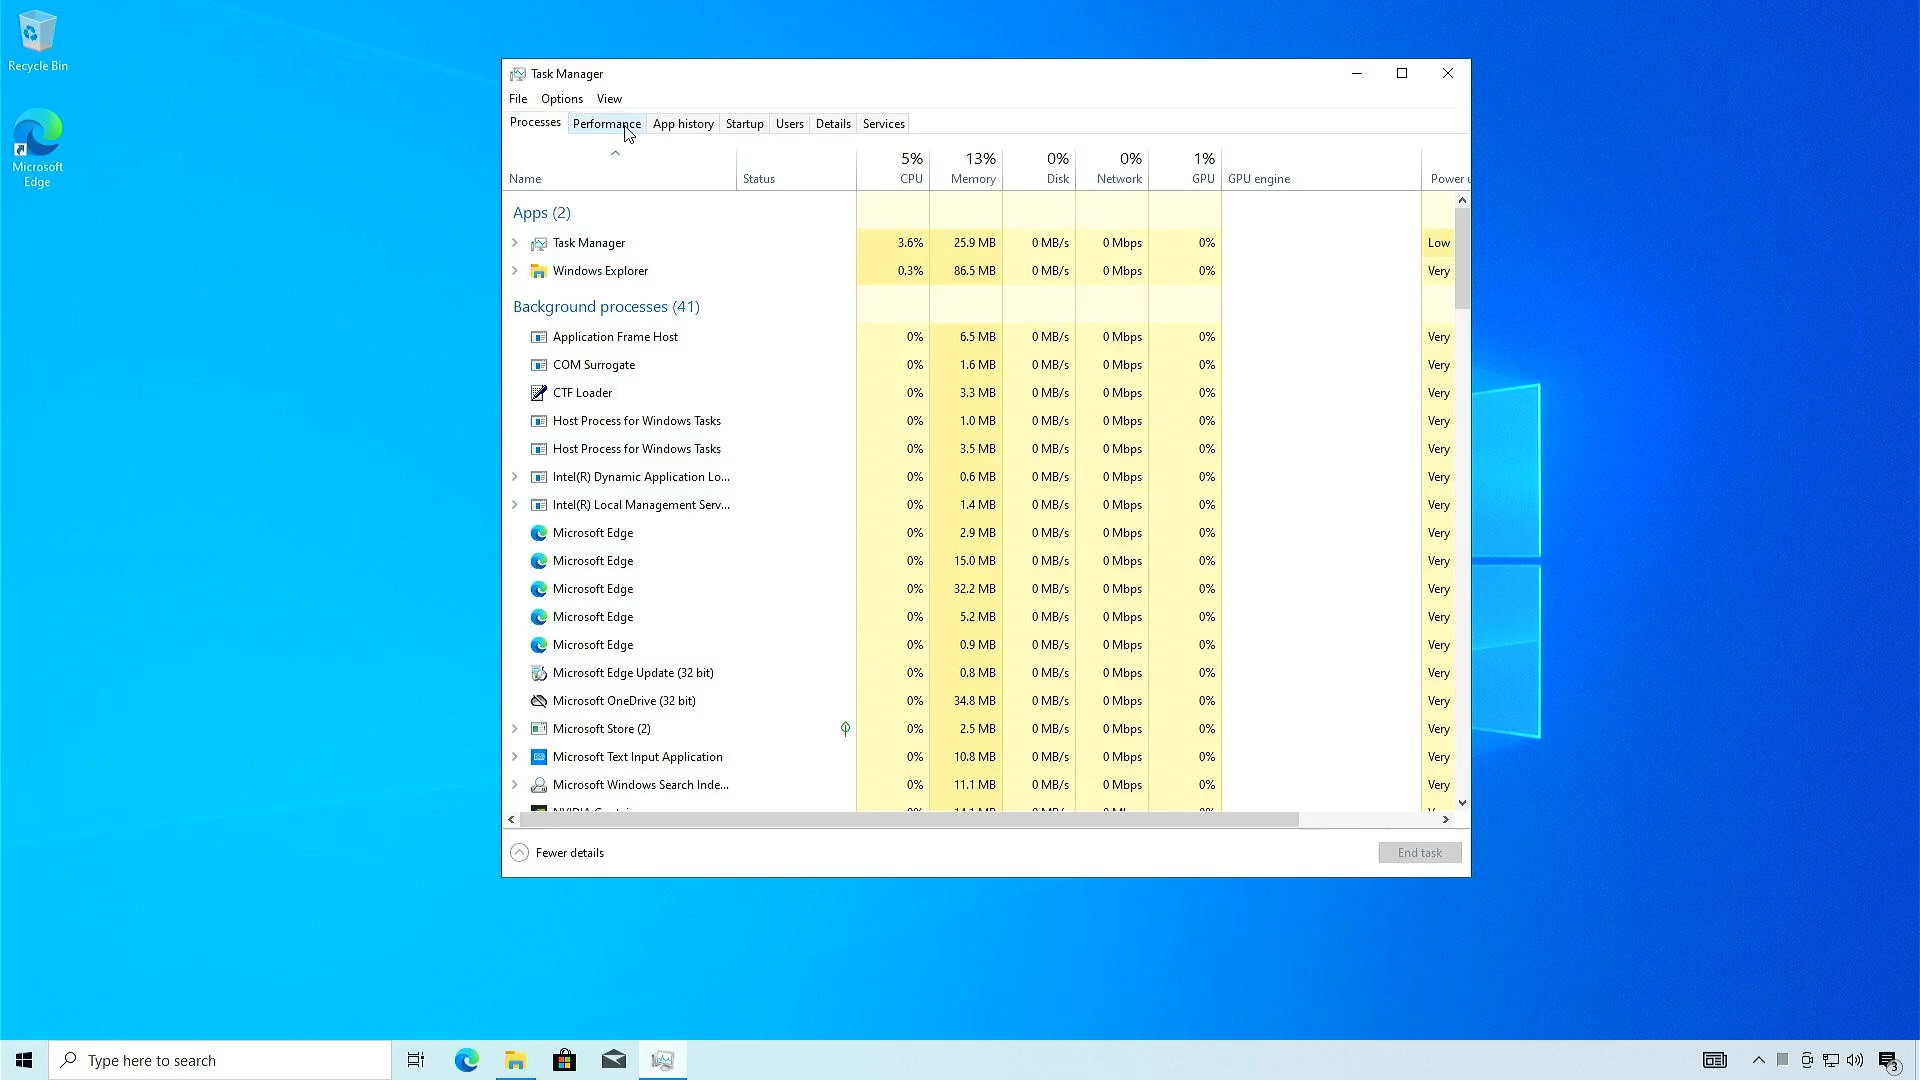 Recycle Bin
Microsoft
Edge
Task Manager
File Options View
Processes Performance App history Startup Users Details Services
5% 13% 0% 0% 1%
Name Status CPU Memory Disk Network GPU GPU engine Power u
Apps (2)
Task Manager 3.6% 25.9 MB 0 MB/s 0 Mbps 0% Low
Windows Explorer 0.3% 86.5 MB 0 MB/s 0 Mbps 0% Very
Background processes (41)
Application Frame Host 0% 6.5 MB 0 MB/s 0 Mbps 0% Very
COM Surrogate 0% 1.6 MB 0 MB/s 0 Mbps 0% Very
CTF Loader 0% 3.3 MB 0 MB/s 0 Mbps 0% Very
Host Process for Windows Tasks 0% 1.0 MB 0 MB/s 0 Mbps 0% Very
Host Process for Windows Tasks 0% 3.5 MB 0 MB/s 0 Mbps 0% Very
Intel(R) Dynamic Application Lo... 0% 0.6 MB 0 MB/s 0 Mbps 0% Very
Intel(R) Local Management Serv... 0% 1.4 MB 0 MB/s 0 Mbps 0% Very
Microsoft Edge 0% 2.9 MB 0 MB/s 0 Mbps 0% Very
Microsoft Edge 0% 15.0 MB 0 MB/s 0 Mbps 0% Very
Microsoft Edge 0% 32.2 MB 0 MB/s 0 Mbps 0% Very
Microsoft Edge 0% 5.2 MB 0 MB/s 0 Mbps 0% Very
Microsoft Edge 0% 0.9 MB 0 MB/s 0 Mbps 0% Very
Microsoft Edge Update (32 bit) 0% 0.8 MB 0 MB/s 0 Mbps 0% Very
Microsoft OneDrive (32 bit) 0% 34.8 MB 0 MB/s 0 Mbps 0% Very
Microsoft Store (2) 0% 2.5 MB 0 MB/s 0 Mbps 0% Very
Microsoft Text Input Application 0% 10.8 MB 0 MB/s 0 Mbps 0% Very
Microsoft Windows Search Inde... 0% 11.1 MB 0 MB/s 0 Mbps 0% Very
Fewer details End task
Type here to search 3